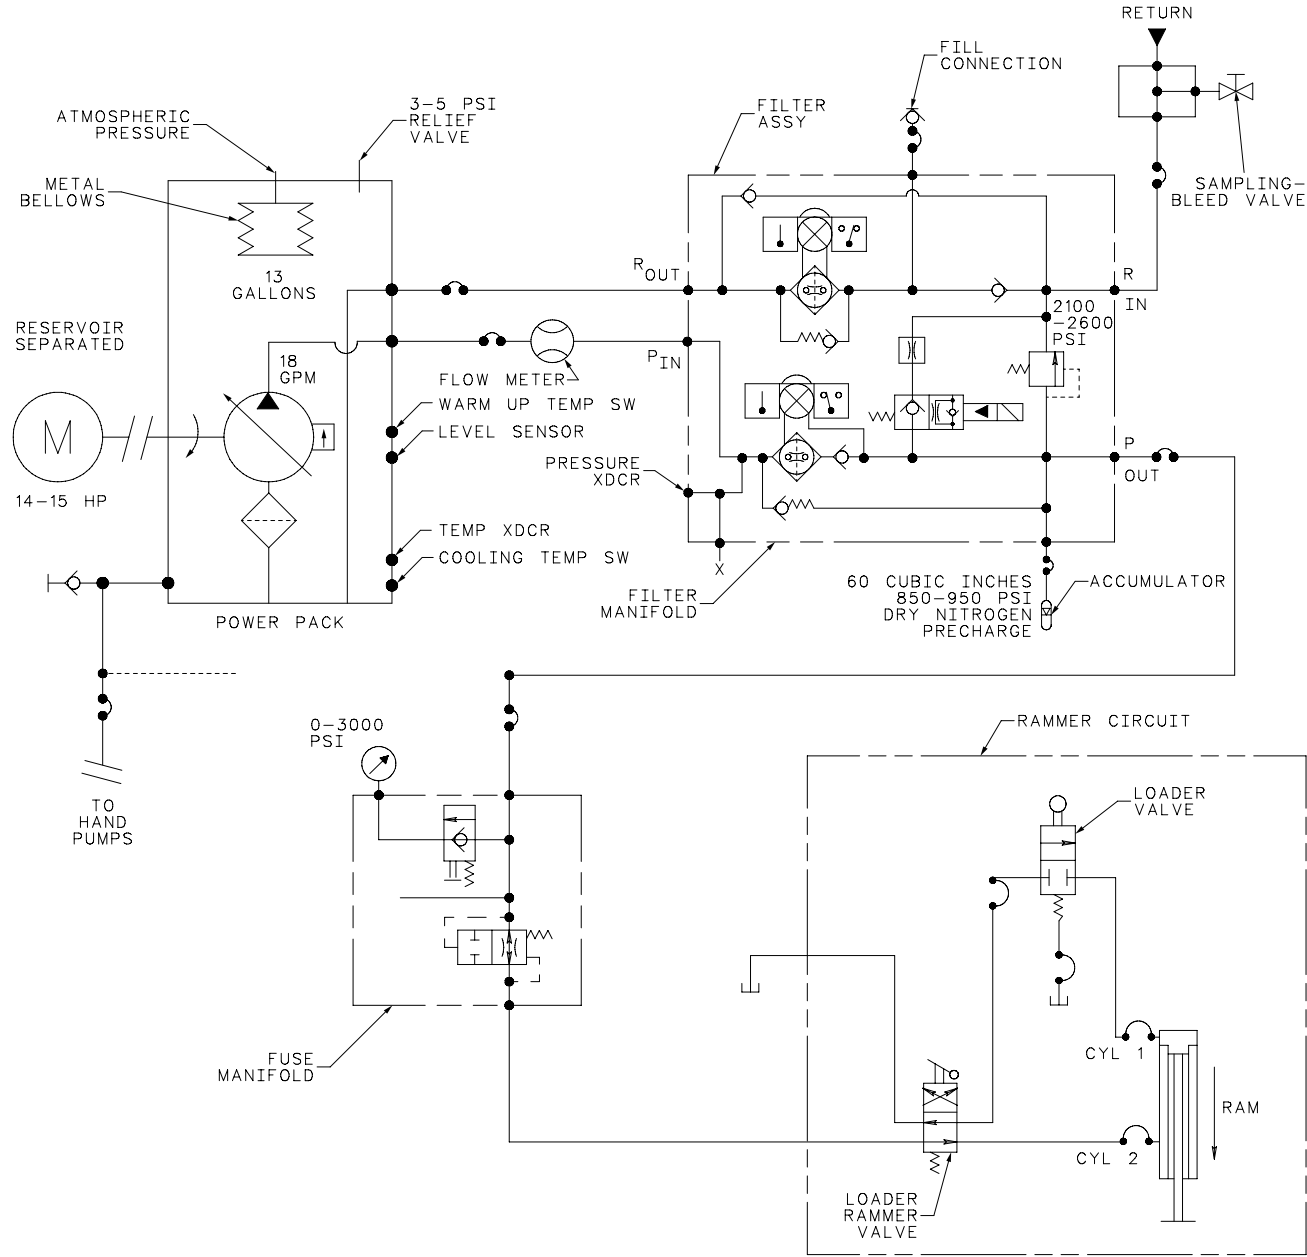 RETURN
FILL
CONNECTION
SAMPLING-
BLEED VALVE
ATMOSPHERIC
PRESSURE
3-5 PSI
RELIEF
VALVE
FILTER
ASSY
METAL
BELLOWS
13
GALLONS
R OUT
R
IN
2100
-2600
PSI
RESERVOIR
SEPARATED
18
GPM
P IN
FLOW METER
WARM UP TEMP SW
LEVEL SENSOR
M
14-15 HP
PRESSURE
XDCR
P
OUT
TEMP XDCR
COOLING TEMP SW
X
60 CUBIC INCHES
850-950 PSI
DRY NITROGEN
PRECHARGE
ACCUMULATOR
FILTER
MANIFOLD
POWER PACK
0-3000
PSI
RAMMER CIRCUIT
TO
HAND
PUMPS
LOADER
VALVE
FUSE
MANIFOLD
CYL 1
RAM
CYL 2
LOADER
RAMMER
VALVE